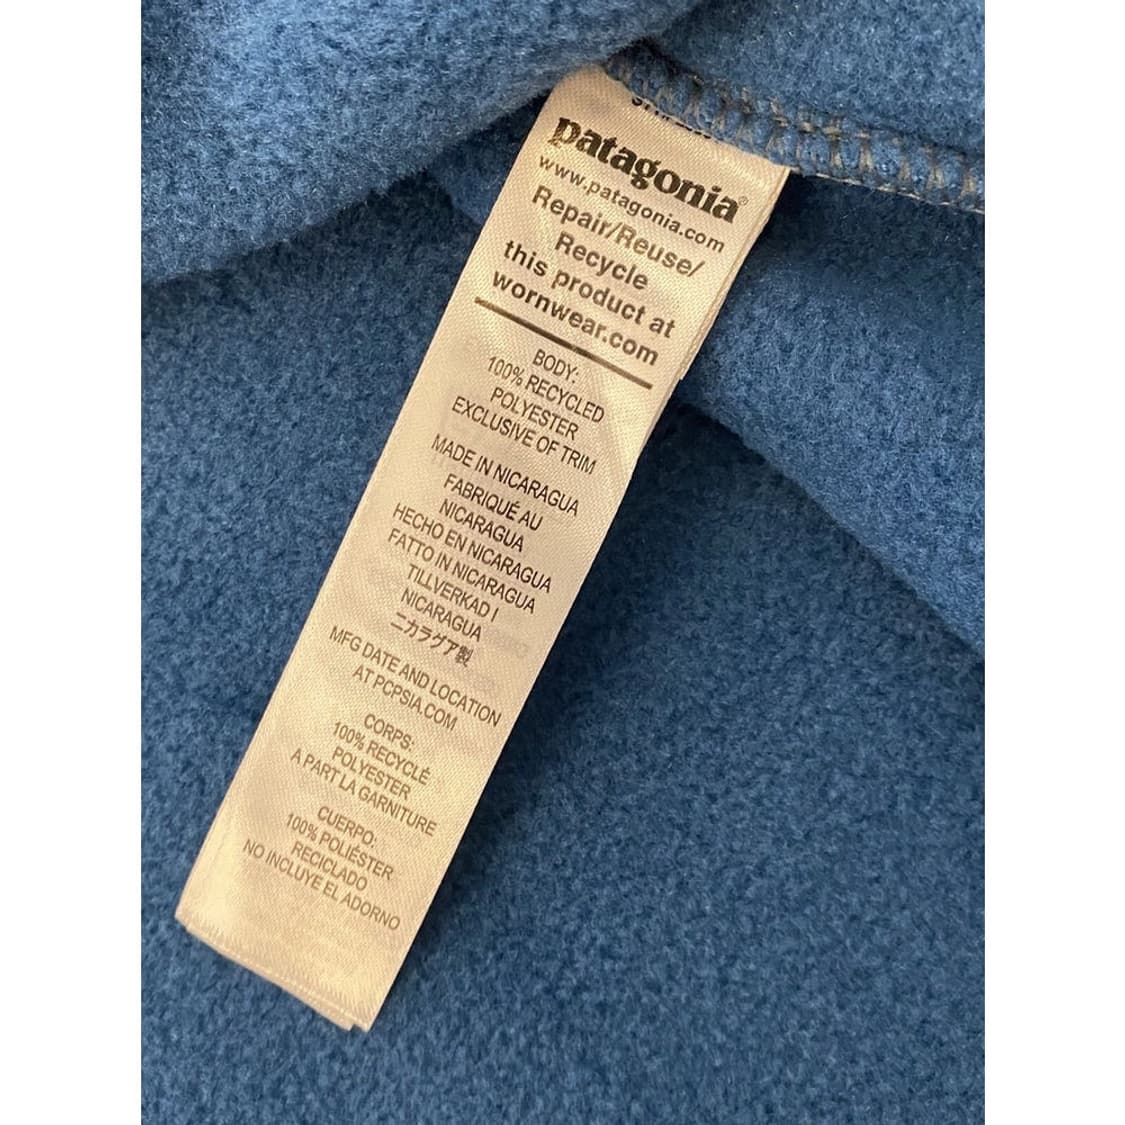 patagonia®
www.patagonia.com
Repair/Reuse/
Recycle
this product at
wornwear.com
BODY:
100% RECYCLED
POLYESTER
EXCLUSIVE OF TRIM
MADE IN NICARAGUA
FABRIQUÉ AU
NICARAGUA
HECHO EN NICARAGUA
FATTO IN NICARAGUA
TILLVERKAD I
NICARAGUA
ニカラグア製
MFG DATE AND LOCATION
AT PCPSIA.COM
CORPS:
100% RECYCLÉ
POLYESTER
A PART LA GARNITURE
CUERPO:
100% POLIÉSTER
RECICLADO
NO INCLUYE EL ADORNO